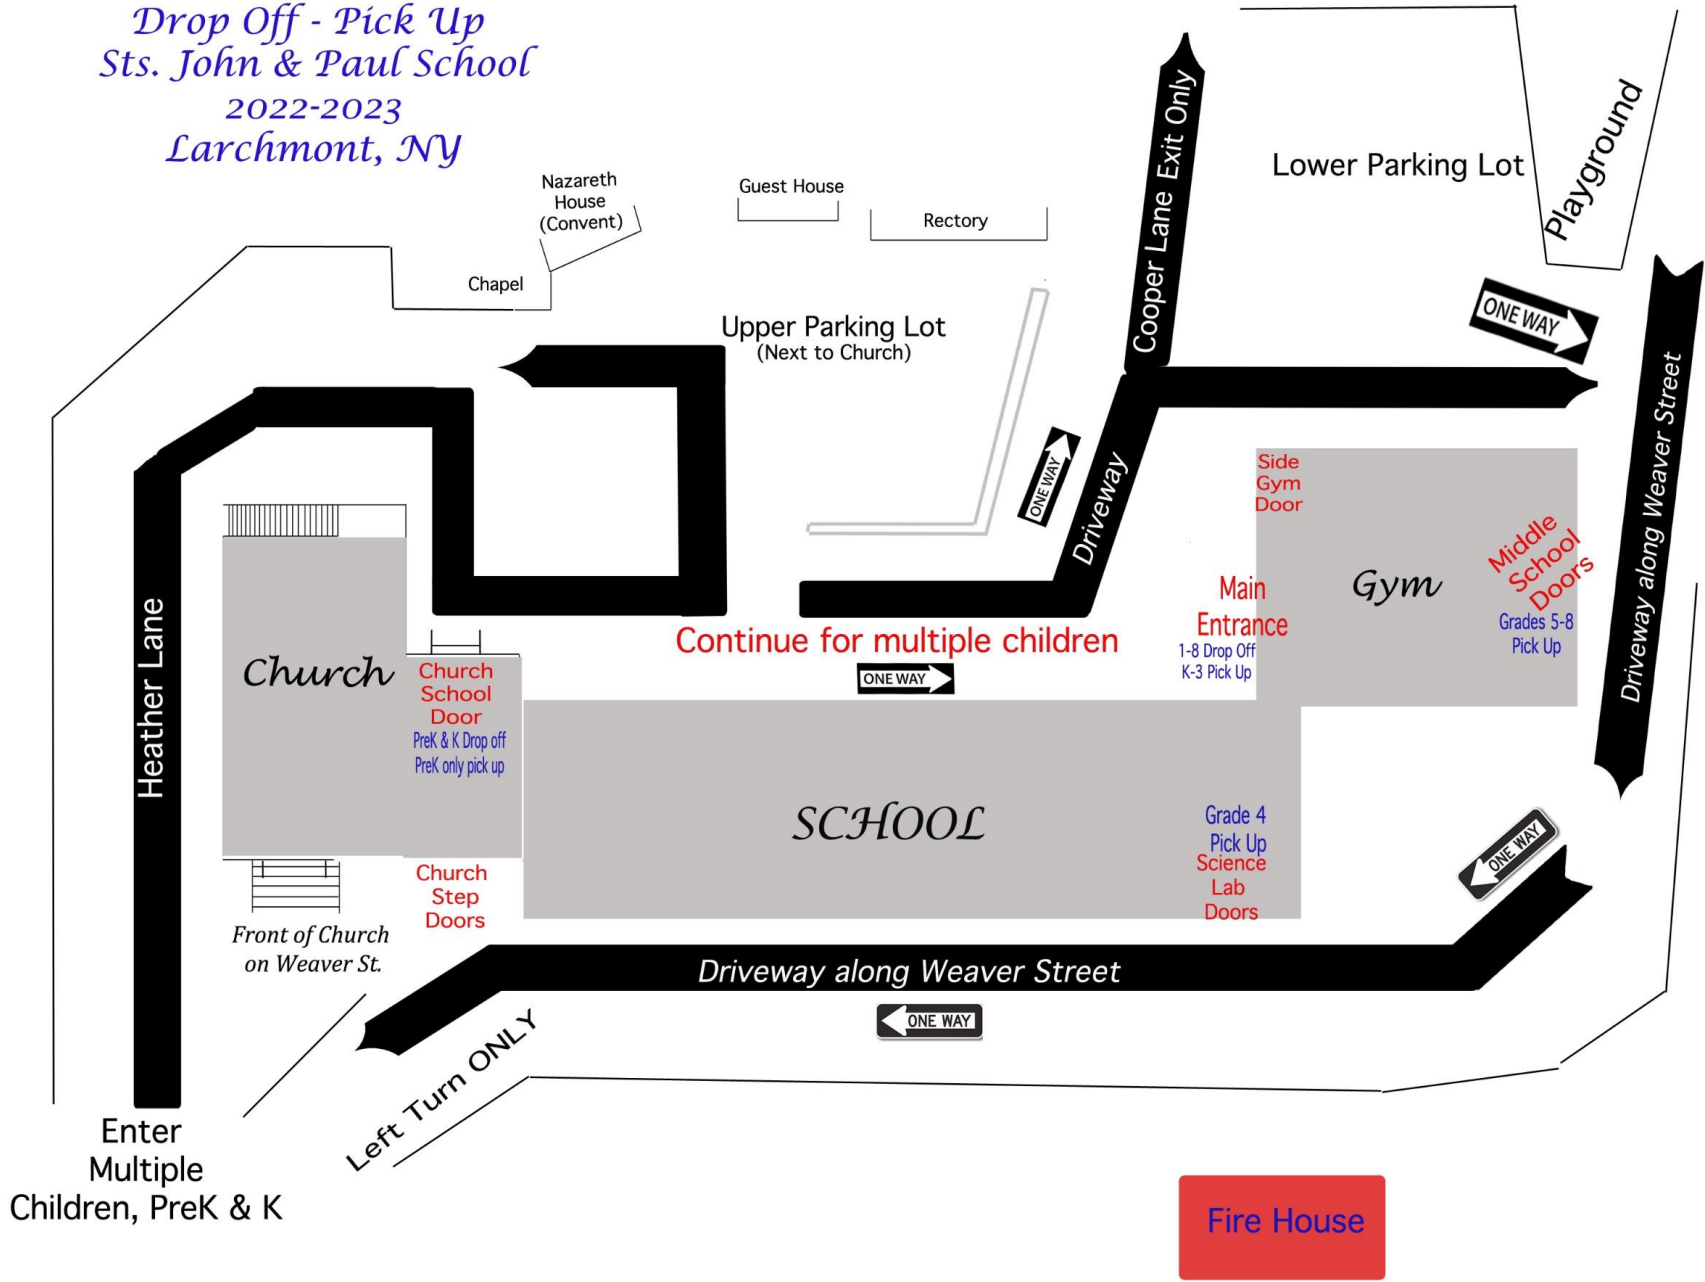 Drop Off - Pick Up
Sts. John & Paul School
2022-2023
Larchmont, NY
Nazareth
House
(Convent)
Guest House
Rectory
Chapel
Upper Parking Lot
(Next to Church)
Cooper Lane Exit Only
Lower Parking Lot
Playground
ONE WAY
Driveway along Weaver Street
ONE WAY
Driveway
Side
Gym
Door
Middle
School
Doors
Grades 5-8
Pick Up
Gym
Main
Entrance
1-8 Drop Off
K-3 Pick Up
Continue for multiple children
ONE WAY
Heather Lane
Church
Church
School
Door
PreK & K Drop off
PreK only pick up
SCHOOL
Grade 4
Pick Up
Science
Lab
Doors
ONE WAY
Church
Step
Doors
Front of Church
on Weaver St.
Driveway along Weaver Street
ONE WAY
Left Turn ONLY
Enter
Multiple
Children, PreK & K
Fire House